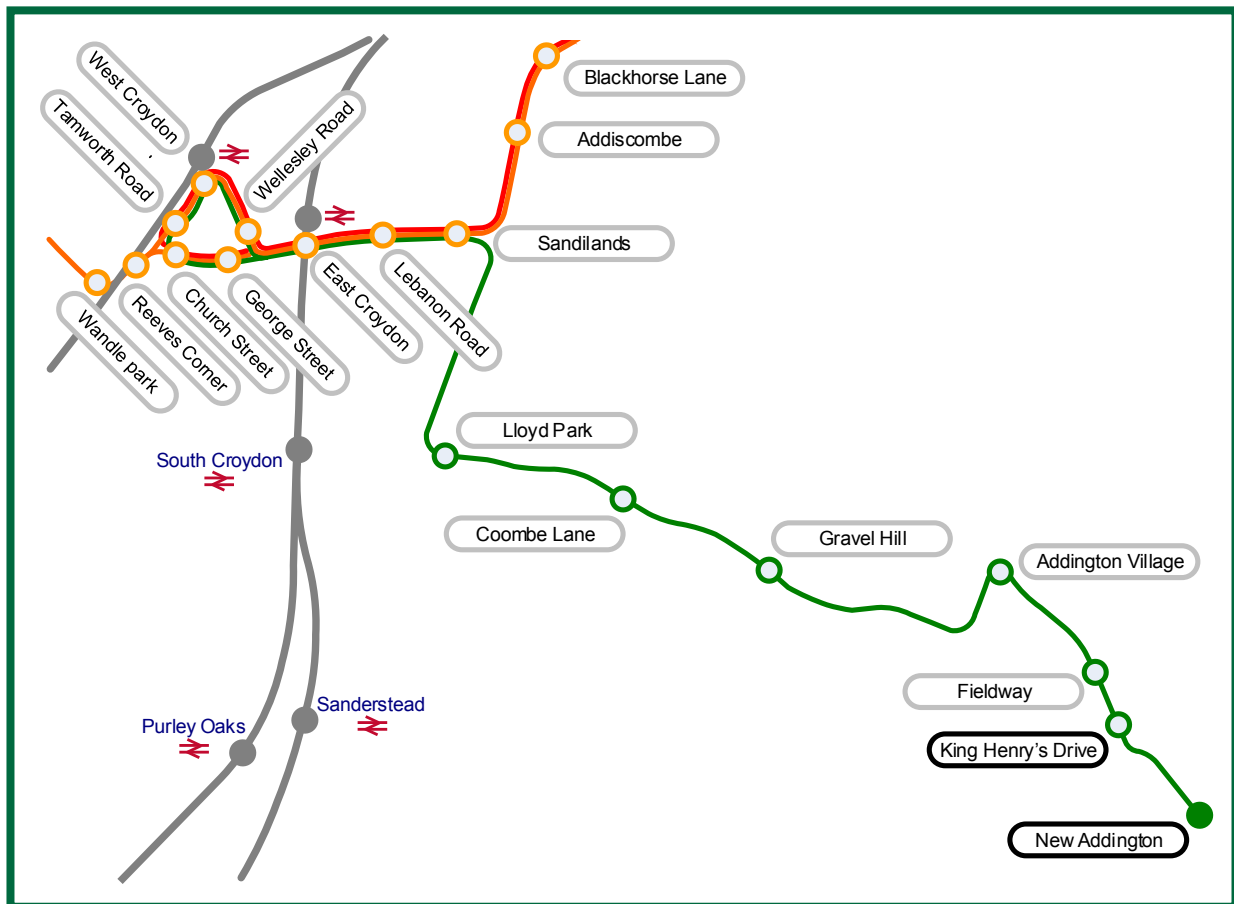 West Croydon
Tamworth Road
Wellesley Road
Blackhorse Lane
Addiscombe
Sandilands
Wandle park
Reeves Corner
Church Street
George Street
East Croydon
Lebanon Road
Lloyd Park
South Croydon
Coombe Lane
Gravel Hill
Addington Village
Fieldway
Sanderstead
Purley Oaks
King Henry’s Drive
New Addington